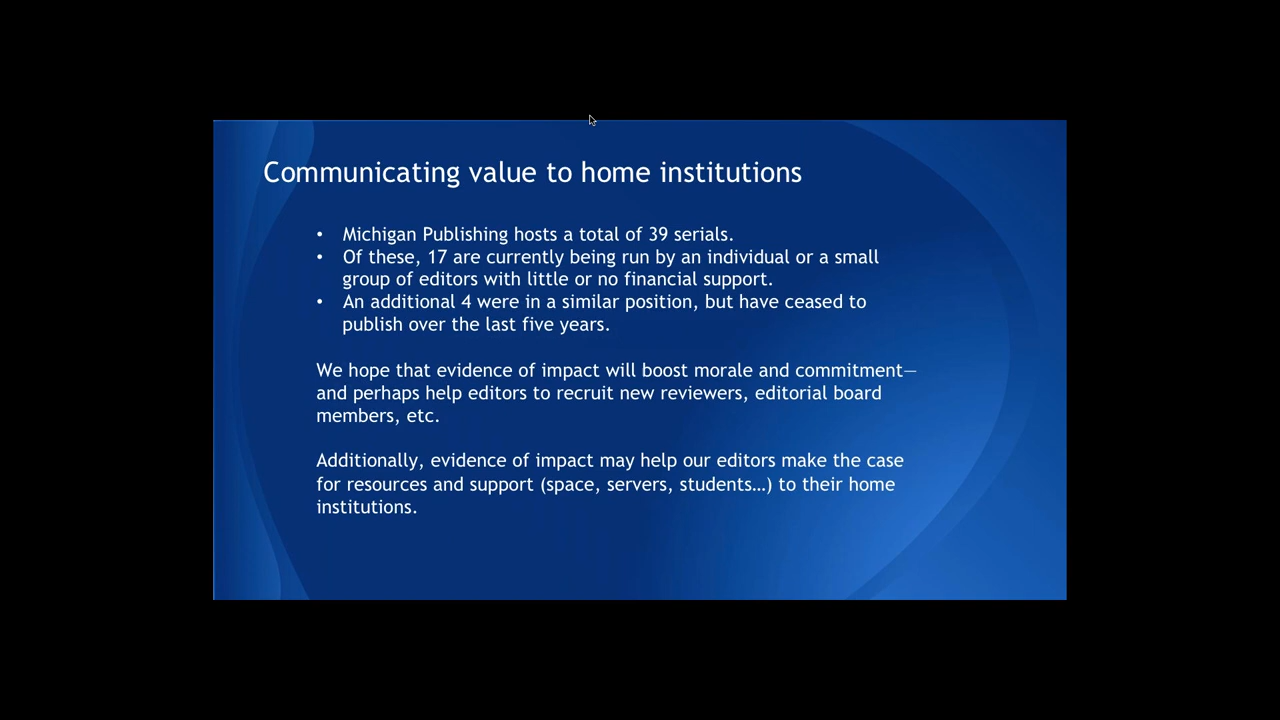 Communicating value to home institutions
• Michigan Publishing hosts a total of 39 serials.
• Of these, 17 are currently being run by an individual or a small
group of editors with little or no financial support.
• An additional 4 were in a similar position, but have ceased to
publish over the last five years.
We hope that evidence of impact will boost morale and commitment—
and perhaps help editors to recruit new reviewers, editorial board
members, etc.
Additionally, evidence of impact may help our editors make the case
for resources and support (space, servers, students…) to their home
institutions.